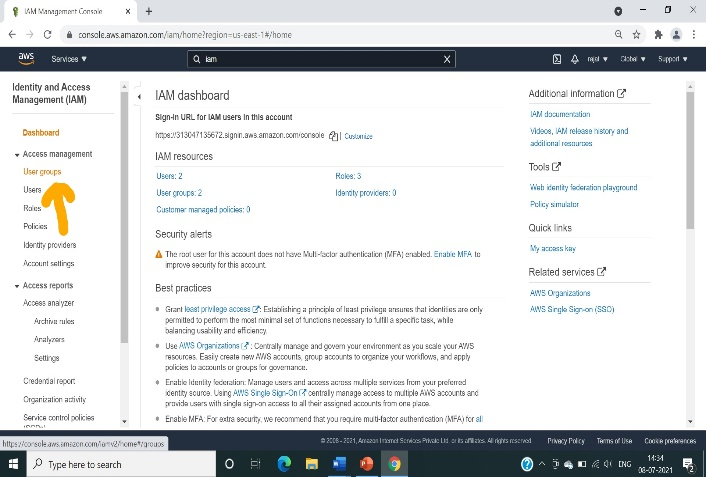 IAM Management Console
console.aws.amazon.com/iam/home?region=us-east-1#/home
aws
Services
iam
X
rajat
Global
Support
Identity and Access
Management (IAM)
Dashboard
Access management
User groups
Users
Roles
Policies
Identity providers
Account settings
Access reports
Access analyzer
Archive rules
Analyzers
Settings
Credential report
Organization activity
Service control policies
IAM dashboard
Sign-in URL for IAM users in this account
https://313047135672.signin.aws.amazon.com/console | Customize
IAM resources
Users: 2
Roles: 3
User groups: 2
Identity providers: 0
Customer managed policies: 0
Security alerts
The root user for this account does not have Multi-factor authentication (MFA) enabled. Enable MFA to
improve security for this account.
Best practices
Grant least privilege access : Establishing a principle of least privilege ensures that identities are only
permitted to perform the most minimal set of functions necessary to fulfill a specific task, while
balancing usability and efficiency.
Use AWS Organizations : Centrally manage and govern your environment as you scale your AWS
resources. Easily create new AWS accounts, group accounts to organize your workflows, and apply
policies to accounts or groups for governance.
Enable Identity federation: Manage users and access across multiple services from your preferred
identity source. Using AWS Single Sign-On centrally manage access to multiple AWS accounts and
provide users with single sign-on access to all their assigned accounts from one place.
Enable MFA: For extra security, we recommend that you require multi-factor authentication (MFA) for all
Additional information
IAM documentation
Videos, IAM release history and
additional resources
Tools
Web identity federation playground
Policy simulator
Quick links
My access key
Related services
AWS Organizations
AWS Single Sign-on (SSO)
https://console.aws.amazon.com/iamv2/home#/groups
© 2008 - 2021, Amazon Internet Services Private Ltd. or its affiliates. All rights reserved.
Privacy Policy
Terms of Use
Cookie preferences
Type here to search
ENG
14:34
08-07-2021